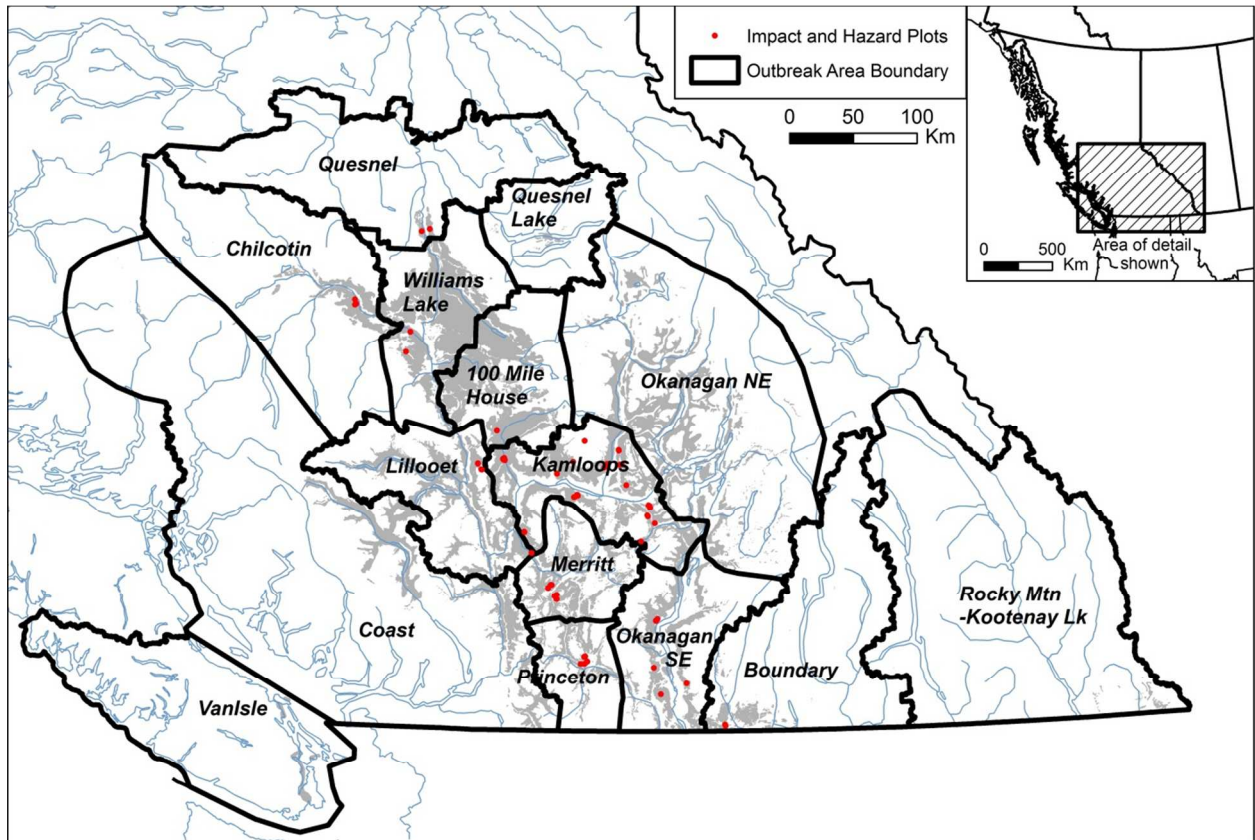 Impact and Hazard Plots
Outbreak Area Boundary
0 50 100
Km
0 500
Km
Area of detail
shown
Quesnel
Quesnel
Lake
Chilcotin
Williams
Lake
100 Mile
House
Okanagan NE
Lillooet
Kamloops
Merritt
Rocky Mtn
-Kootenay Lk
Coast
Okanagan
SE
Boundary
Princeton
VanIsle